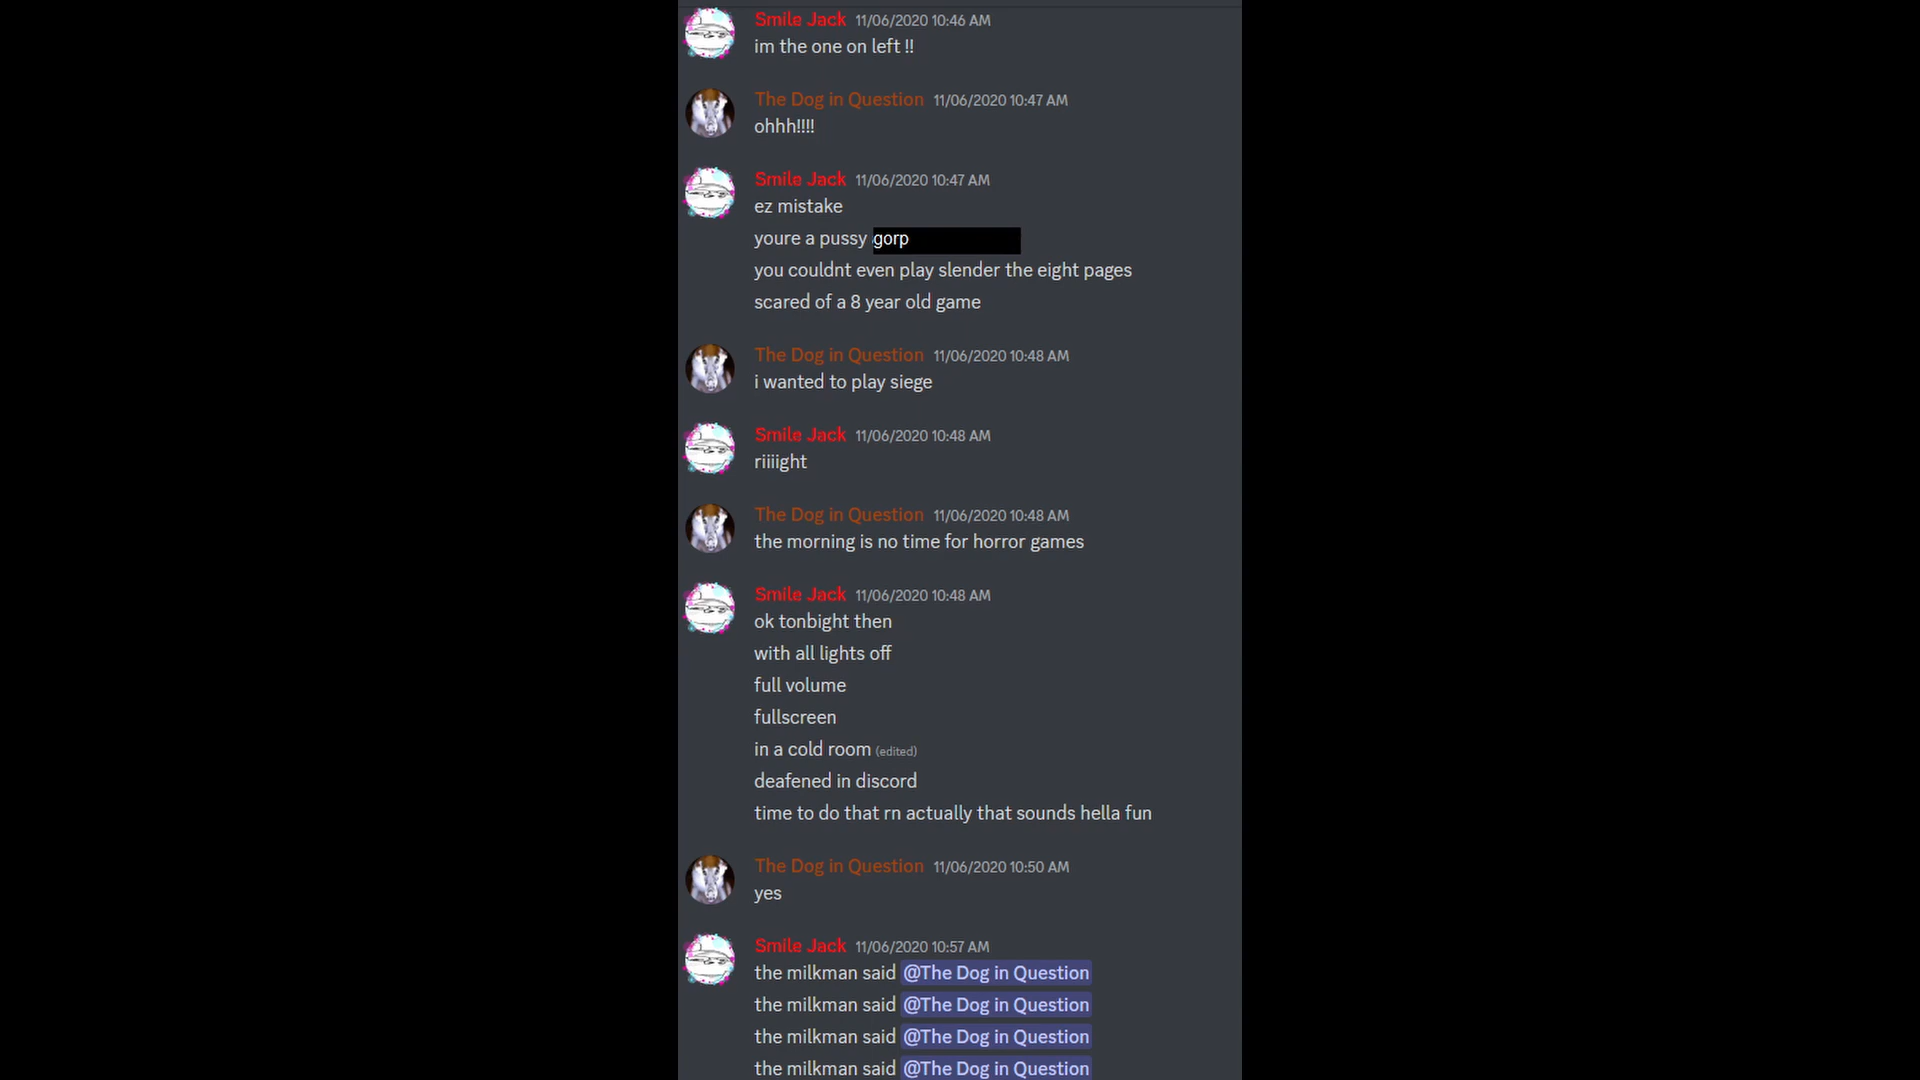 Smile Jack 11/06/2020 10:46 AM
im the one on left !!
The Dog in Question 11/06/2020 10:47 AM
ohhh!!!!
Smile Jack 11/06/2020 10:47 AM
ez mistake
youre a pussy gorp
you couldnt even play slender the eight pages
scared of a 8 year old game
The Dog in Question 11/06/2020 10:48 AM
i wanted to play siege
Smile Jack 11/06/2020 10:48 AM
riiiight
The Dog in Question 11/06/2020 10:48 AM
the morning is no time for horror games
Smile Jack 11/06/2020 10:48 AM
ok tonbight then
with all lights off
full volume
fullscreen
in a cold room (edited)
deafened in discord
time to do that rn actually that sounds hella fun
The Dog in Question 11/06/2020 10:50 AM
yes
Smile Jack 11/06/2020 10:57 AM
the milkman said @The Dog in Question
the milkman said @The Dog in Question
the milkman said @The Dog in Question
the milkman said @The Dog in Question